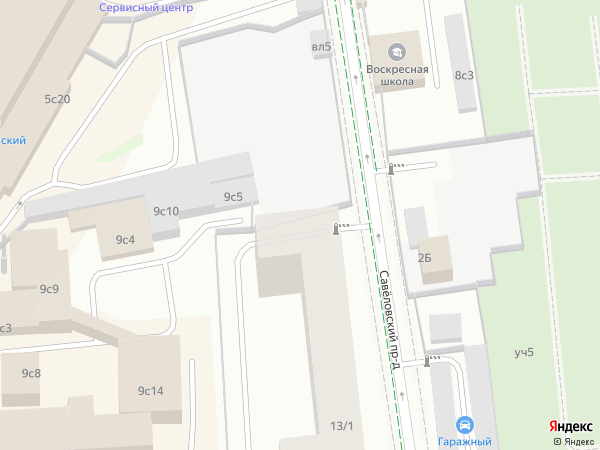 Сервисный центр
вл5
Воскресная
школа
8с3
5с20
ский
9с5
9с10
9с4
2Б
9с9
с3
Савёловский пр-д
уч5
9с8
9с14
13/1
Гаражный
Яндекс
© Яндекс